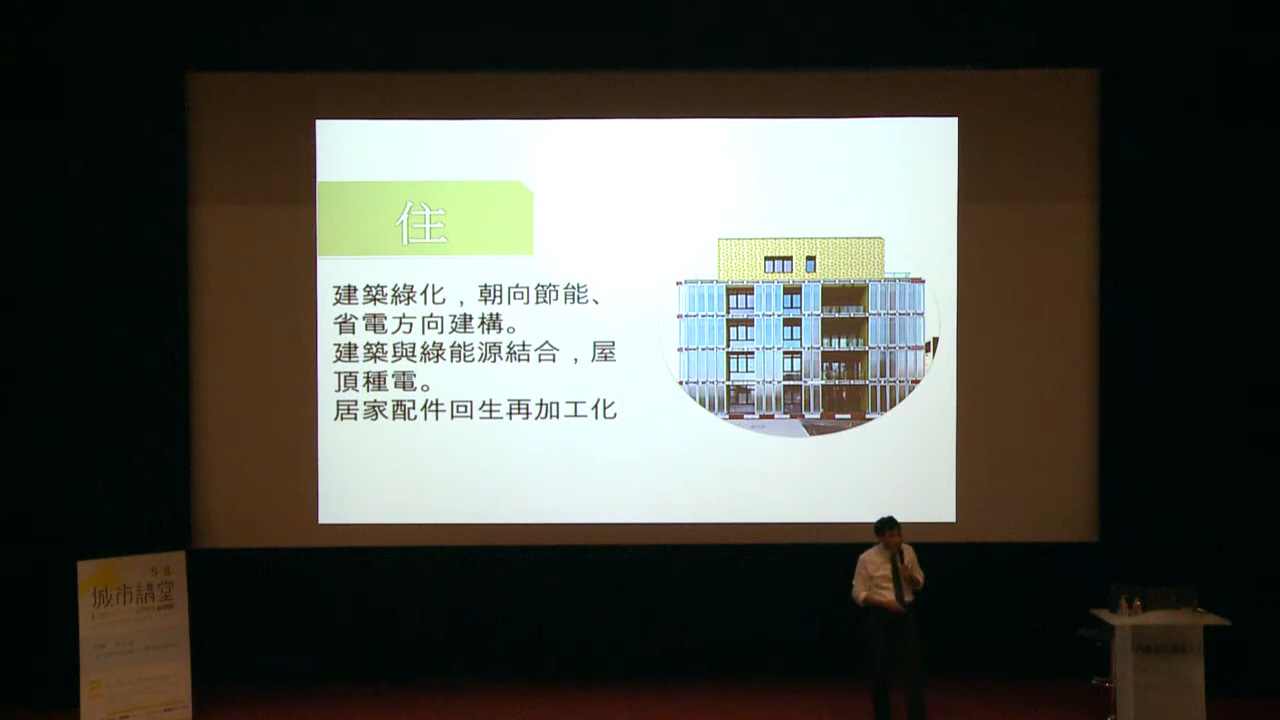 住
建築綠化，朝向節能、
省電方向建構。
建築與綠能源結合，屋
頂種電。
居家配件回生再加工化
城市講堂